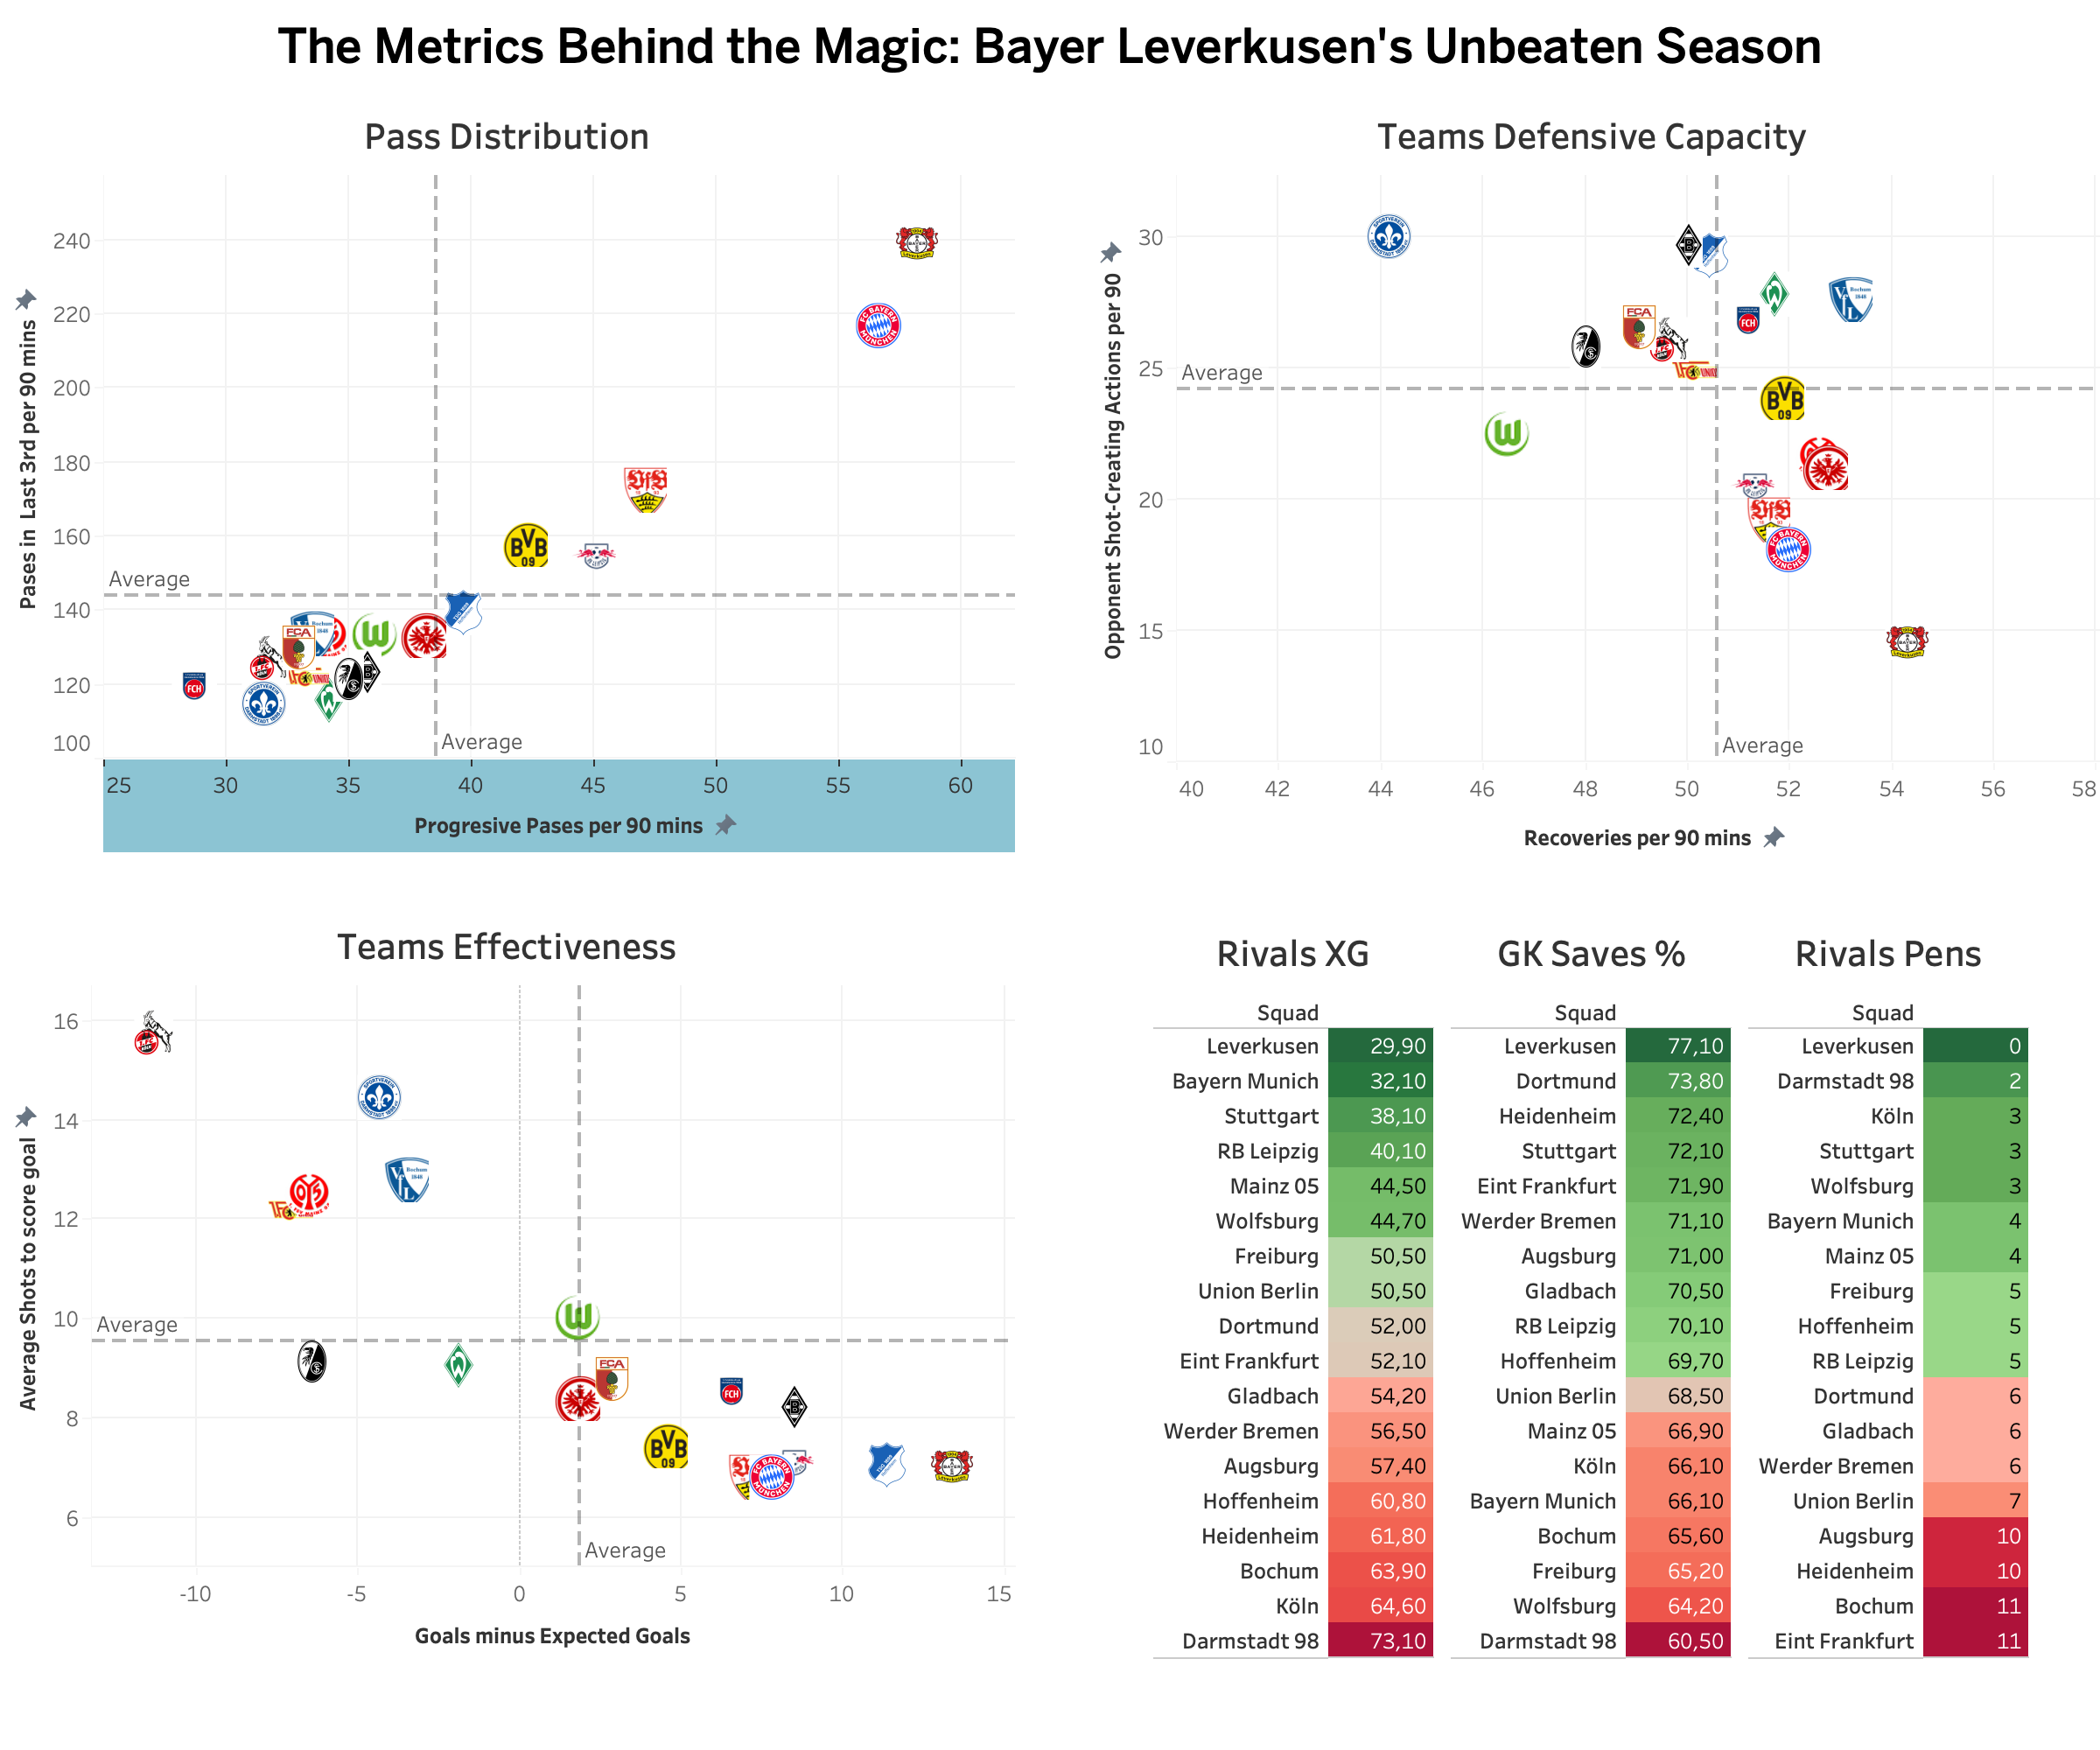 The Metrics Behind the Magic: Bayer Leverkusen's Unbeaten Season
Pass Distribution
Pases in Last 3rd per 90 mins
240
220
200
180
160
140
120
100
Average
Average
25 30 35 40 45 50 55 60
Progresive Pases per 90 mins
Teams Defensive Capacity
Opponent Shot-Creating Actions per 90
30
25
20
15
10
Average
Average
40 42 44 46 48 50 52 54 56 58
Recoveries per 90 mins
Teams Effectiveness
Average Shots to score goal
16
14
12
10
8
6
Average
Average
-10 -5 0 5 10 15
Goals minus Expected Goals
Rivals XG
Squad
Leverkusen 29,90
Bayern Munich 32,10
Stuttgart 38,10
RB Leipzig 40,10
Mainz 05 44,50
Wolfsburg 44,70
Freiburg 50,50
Union Berlin 50,50
Dortmund 52,00
Eint Frankfurt 52,10
Gladbach 54,20
Werder Bremen 56,50
Augsburg 57,40
Hoffenheim 60,80
Heidenheim 61,80
Bochum 63,90
Köln 64,60
Darmstadt 98 73,10
GK Saves %
Squad
Leverkusen 77,10
Dortmund 73,80
Heidenheim 72,40
Stuttgart 72,10
Eint Frankfurt 71,90
Werder Bremen 71,10
Augsburg 71,00
Gladbach 70,50
RB Leipzig 70,10
Hoffenheim 69,70
Union Berlin 68,50
Mainz 05 66,90
Köln 66,10
Bayern Munich 66,10
Bochum 65,60
Freiburg 65,20
Wolfsburg 64,20
Darmstadt 98 60,50
Rivals Pens
Squad
Leverkusen 0
Darmstadt 98 2
Köln 3
Stuttgart 3
Wolfsburg 3
Bayern Munich 4
Mainz 05 4
Freiburg 5
Hoffenheim 5
RB Leipzig 5
Dortmund 6
Gladbach 6
Werder Bremen 6
Union Berlin 7
Augsburg 10
Heidenheim 10
Bochum 11
Eint Frankfurt 11